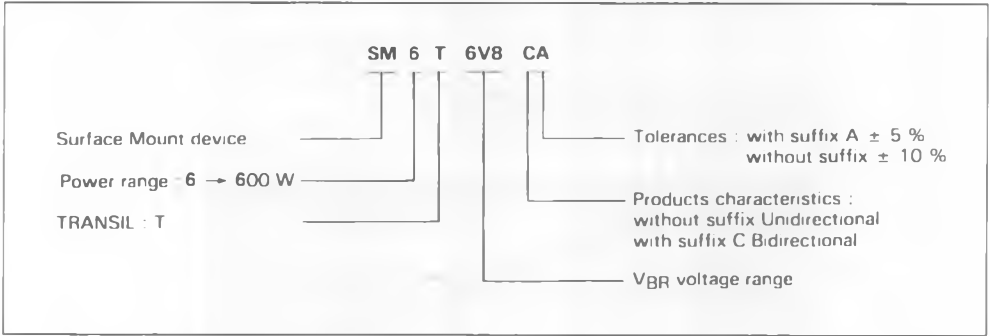 SM 6 T 6V8 CA
Surface Mount device
Power range 6 → 600 W
TRANSIL : T
Tolerances : with suffix A ± 5 %
without suffix ± 10 %
Products characteristics :
without suffix Unidirectional
with suffix C Bidirectional
VBR voltage range